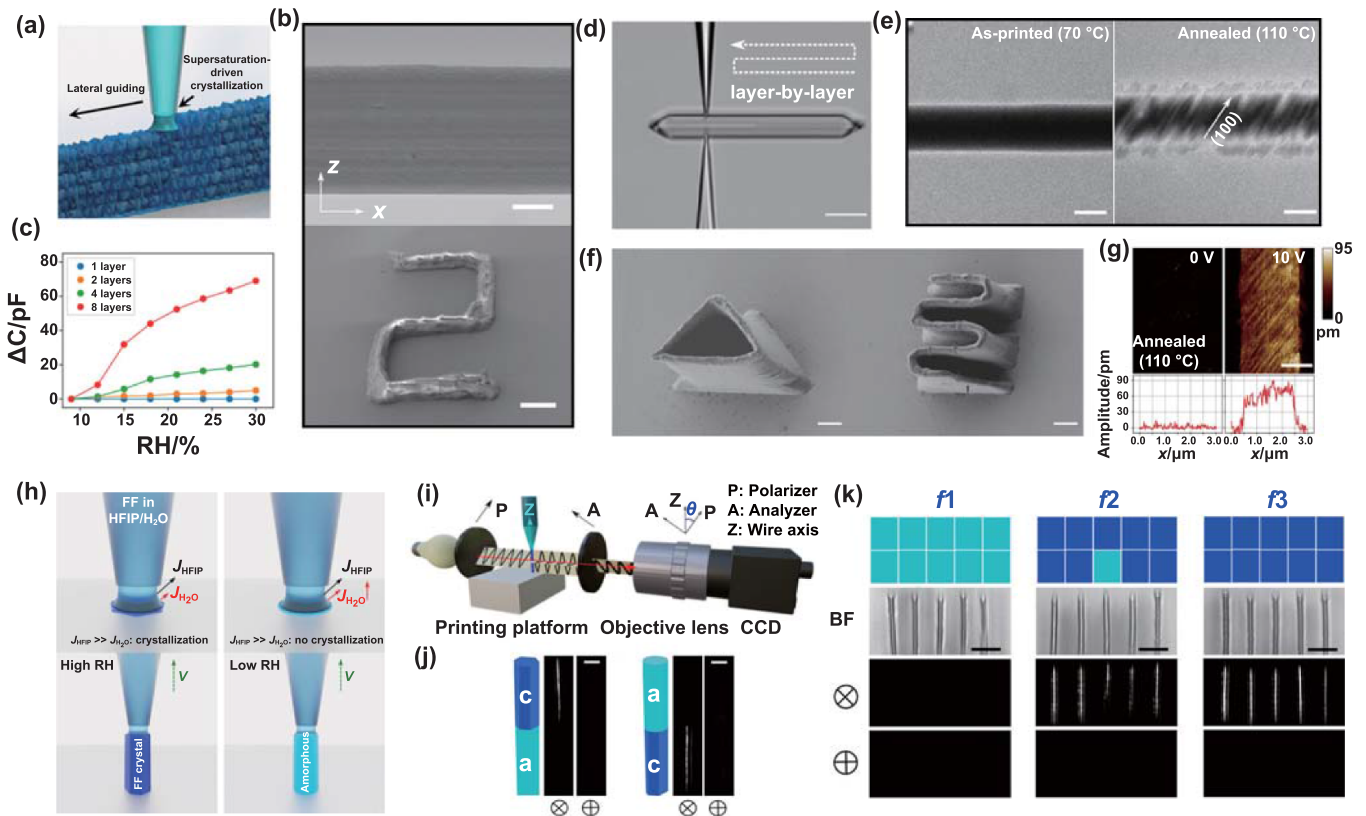 (a)
Supersaturation-
driven
crystallization
Lateral guiding
(b)
z
x
(c)
80
60
40
20
0
ΔC/pF
1 layer
2 layers
4 layers
8 layers
10
15
20
25
30
RH/%
(d)
layer-by-layer
(e)
As-printed (70 °C)
Annealed (110 °C)
(100)
(f)
(g)
0 V
10 V
95
0
pm
Annealed
(110 °C)
Amplitude/pm
90
60
30
0
0.0
1.0
2.0
3.0
0.0
1.0
2.0
3.0
x/μm
x/μm
(h)
FF in
HFIP/H2O
JHFIP
JH2O
JHFIP
JH2O
JHFIP >> JH2O: crystallization
JHFIP >> JH2O: no crystallization
High RH
V
FF crystal
Low RH
V
Amorphous
(i)
P
Z
A
A
Z
θ
P
P: Polarizer
A: Analyzer
Z: Wire axis
Printing platform
Objective lens
CCD
(j)
c
a
a
c
(k)
f1
f2
f3
BF